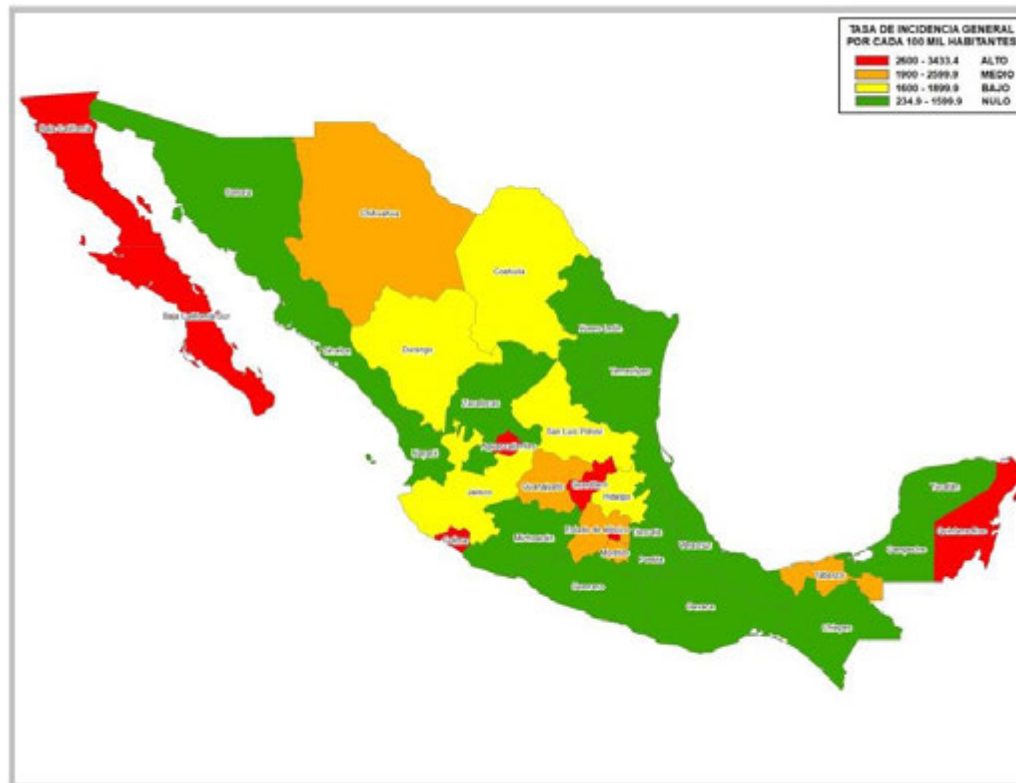 TASA DE INCIDENCIA GENERAL
POR CADA 100 MIL HABITANTES
2600 - 3433.4 ALTO
1900 - 2599.9 MEDIO
1600 - 1899.9 BAJO
234.9 - 1599.9 NULO
Baja California
Sonora
Chihuahua
Coahuila
Baja California Sur
Nuevo León
Sinaloa
Durango
Tamaulipas
Zacatecas
San Luis Potosí
Nayarit
Aguascalientes
Yucatán
Jalisco
Guanajuato
Querétaro
Hidalgo
Quintana Roo
Colima
Michoacán
Estado de México
Tlaxcala
Veracruz
Campeche
Morelos
Puebla
Tabasco
Guerrero
Oaxaca
Chiapas